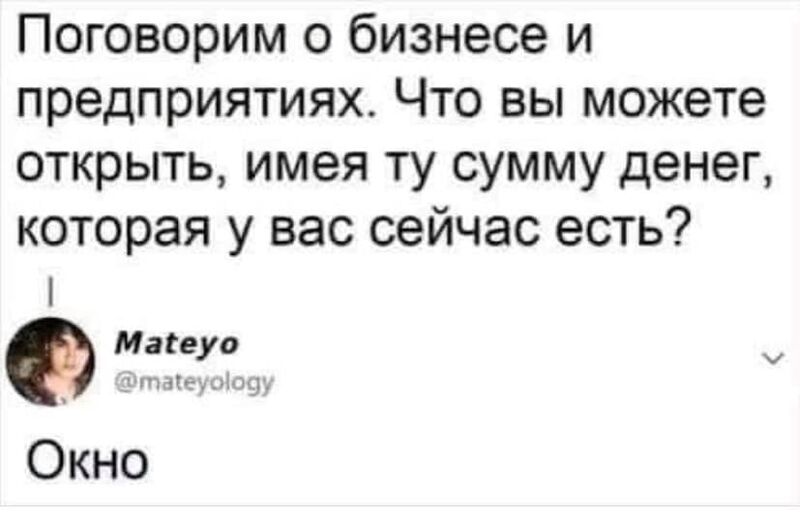 Поговорим о бизнесе и
предприятиях. Что вы можете
открыть, имея ту сумму денег,
которая у вас сейчас есть?
Mateyo
@mateyology
Окно